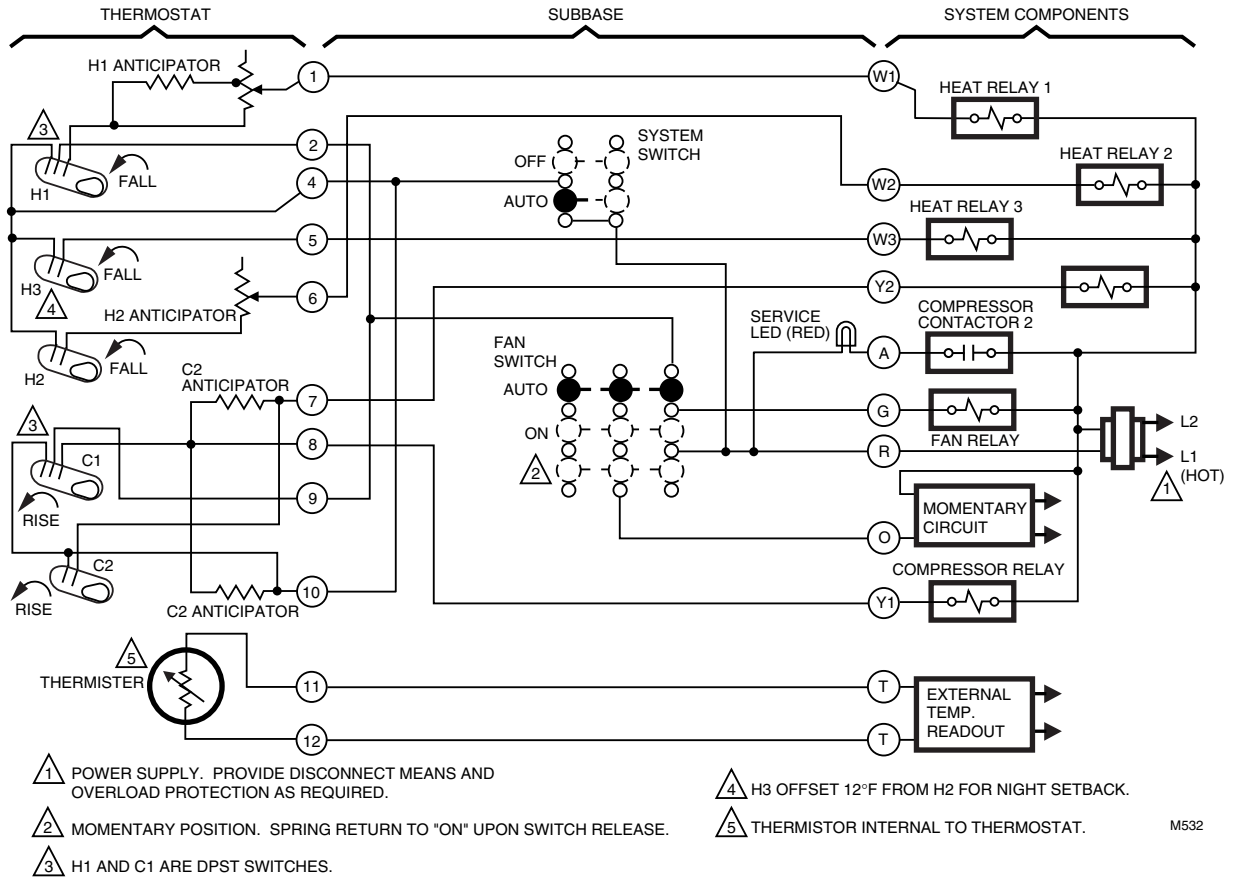 THERMOSTAT
SUBBASE
SYSTEM COMPONENTS
H1 ANTICIPATOR
1
W1
HEAT RELAY 1
3
2
SYSTEM
SWITCH
OFF
HEAT RELAY 2
H1
FALL
4
W2
AUTO
HEAT RELAY 3
5
W3
H3
FALL
4
H2 ANTICIPATOR
6
Y2
SERVICE
LED (RED)
COMPRESSOR
CONTACTOR 2
A
H2
FALL
FAN
SWITCH
AUTO
C2
ANTICIPATOR
7
G
FAN RELAY
L2
3
8
ON
2
R
L1
(HOT)
1
C1
RISE
9
MOMENTARY
CIRCUIT
O
C2
RISE
10
C2 ANTICIPATOR
COMPRESSOR RELAY
Y1
5
THERMISTER
11
T
EXTERNAL
TEMP.
READOUT
12
T
1 POWER SUPPLY. PROVIDE DISCONNECT MEANS AND
OVERLOAD PROTECTION AS REQUIRED.
2 MOMENTARY POSITION. SPRING RETURN TO "ON" UPON SWITCH RELEASE.
3 H1 AND C1 ARE DPST SWITCHES.
4 H3 OFFSET 12°F FROM H2 FOR NIGHT SETBACK.
5 THERMISTOR INTERNAL TO THERMOSTAT.
M532